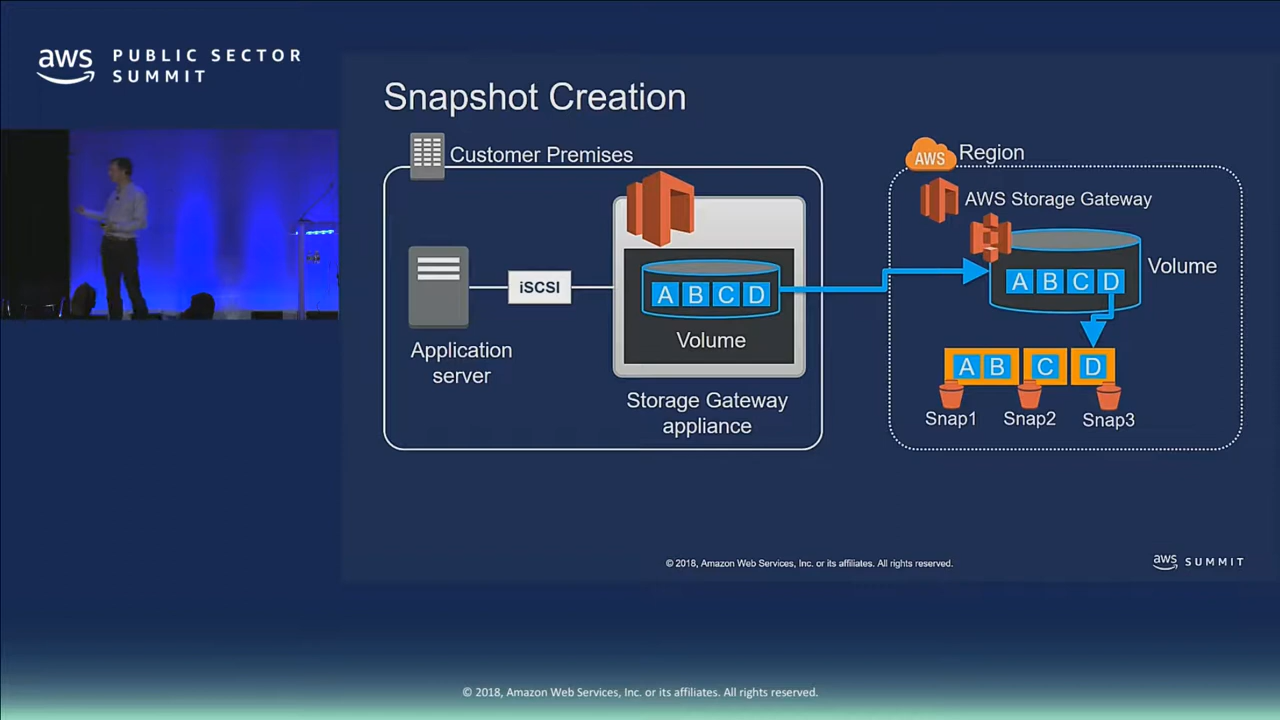 aws PUBLIC SECTOR
SUMMIT
Snapshot Creation
Customer Premises
AWS Region
AWS Storage Gateway
A B C D
Volume
iSCSI
A B C D
Volume
Application
server
Storage Gateway
appliance
A B C D
Snap1 Snap2 Snap3
© 2018, Amazon Web Services, Inc. or its affiliates. All rights reserved.
aws SUMMIT
© 2018, Amazon Web Services, Inc. or its affiliates. All rights reserved.